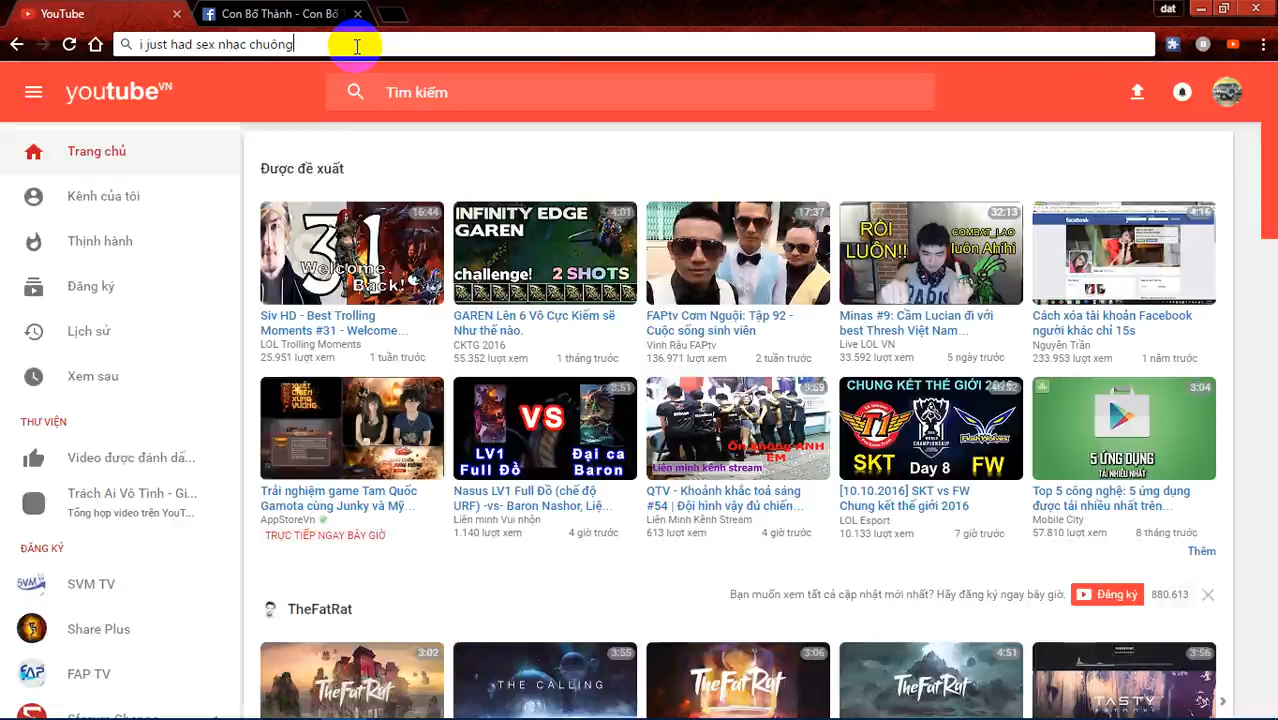 YouTube
Con Bố Thành - Con Bố T
dat
i just had sex nhạc chuông
youtube VN
Tìm kiếm
Trang chủ
Kênh của tôi
Thịnh hành
Đăng ký
Lịch sử
Xem sau
THƯ VIỆN
Video được đánh dấ...
Trách Ai Vô Tình - Gi...
Tổng hợp video trên YouT...
ĐĂNG KÝ
SVM TV
Share Plus
FAP
FAP TV
Được đề xuất
31
Welcome
Back!
16:44
Siv HD - Best Trolling
Moments #31 - Welcome...
LOL Trolling Moments
25.951 lượt xem
1 tuần trước
INFINITY EDGE
GAREN
challenge! 2 SHOTS
4:01
GAREN Lên 6 Vô Cực Kiếm sẽ
Như thế nào.
CKTG 2016
55.352 lượt xem
1 tháng trước
17:37
FAPtv Cơm Nguội: Tập 92 -
Cuộc sống sinh viên
Vinh Râu FAPtv
136.971 lượt xem
2 tuần trước
RỒI
LUÔN!!
COMBAT LAO
luôn Ahihi
32:13
Minas #9: Cầm Lucian đi với
best Thresh Việt Nam...
Live LOL VN
33.592 lượt xem
5 ngày trước
facebook
4:16
Cách xóa tài khoản Facebook
người khác chỉ 15s
Nguyên Trần
233.953 lượt xem
1 năm trước
Trải nghiệm game Tam Quốc
Gamota cùng Junky và Mỹ...
AppStoreVn
TRỰC TIẾP NGAY BÂY GIỜ
3:51
VS
LV1
Full Đồ
Đại ca
Baron
Nasus LV1 Full Đồ (chế độ
URF) -vs- Baron Nashor, Liê...
Liên minh Vui nhộn
1.140 lượt xem
4 giờ trước
5:59
Liên minh kênh stream
QTV - Khoảnh khắc toả sáng
#54 | Đội hình vậy đủ chiến...
Liên Minh Kênh Stream
613 lượt xem
4 giờ trước
CHUNG KẾT THẾ GIỚI 2016
T1
SKT
Day 8
FW
[10.10.2016] SKT vs FW
Chung kết thế giới 2016
LOL Esport
10.133 lượt xem
7 giờ trước
3:04
5 ỨNG DỤNG
TẢI NHIỀU NHẤT
Top 5 công nghệ: 5 ứng dụng
được tải nhiều nhất trên...
Mobile City
57.810 lượt xem
8 tháng trước
Thêm
TheFatRat
Bạn muốn xem tất cả cập nhật mới nhất? Hãy đăng ký ngay bây giờ.
Đăng ký
880.613
3:02
TheFatRat
3:55
THE CALLING
3:06
TheFatRat
4:51
TheFatRat
3:56
TASTY